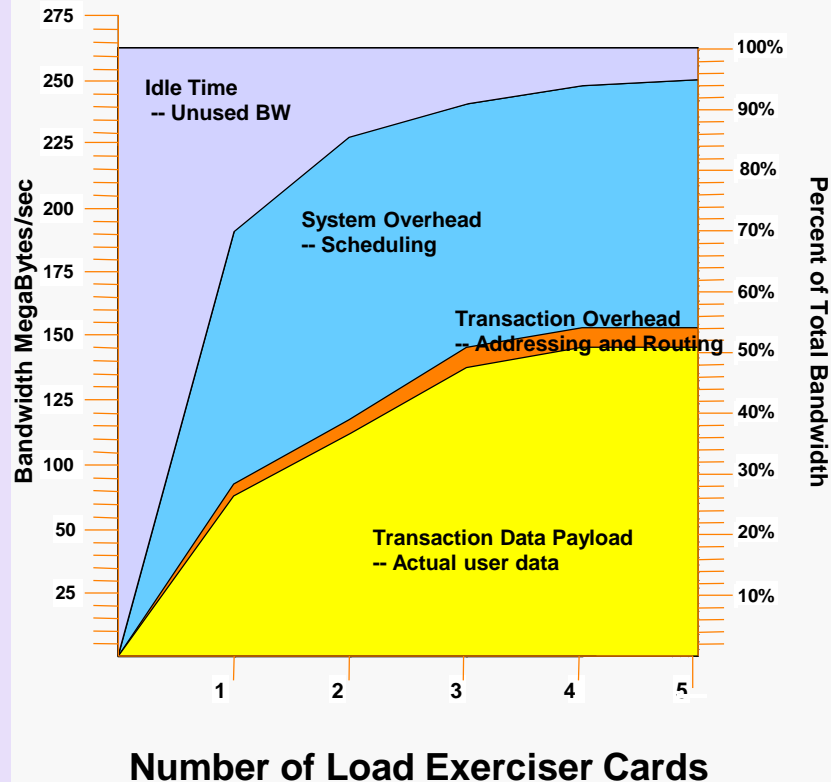 275
250
225
200
175
150
125
100
50
25
Bandwidth MegaBytes/sec
100%
90%
80%
70%
60%
50%
40%
30%
20%
10%
Percent of Total Bandwidth
Idle Time
-- Unused BW
System Overhead
-- Scheduling
Transaction Overhead
-- Addressing and Routing
Transaction Data Payload
-- Actual user data
1 2 3 4 5
Number of Load Exerciser Cards